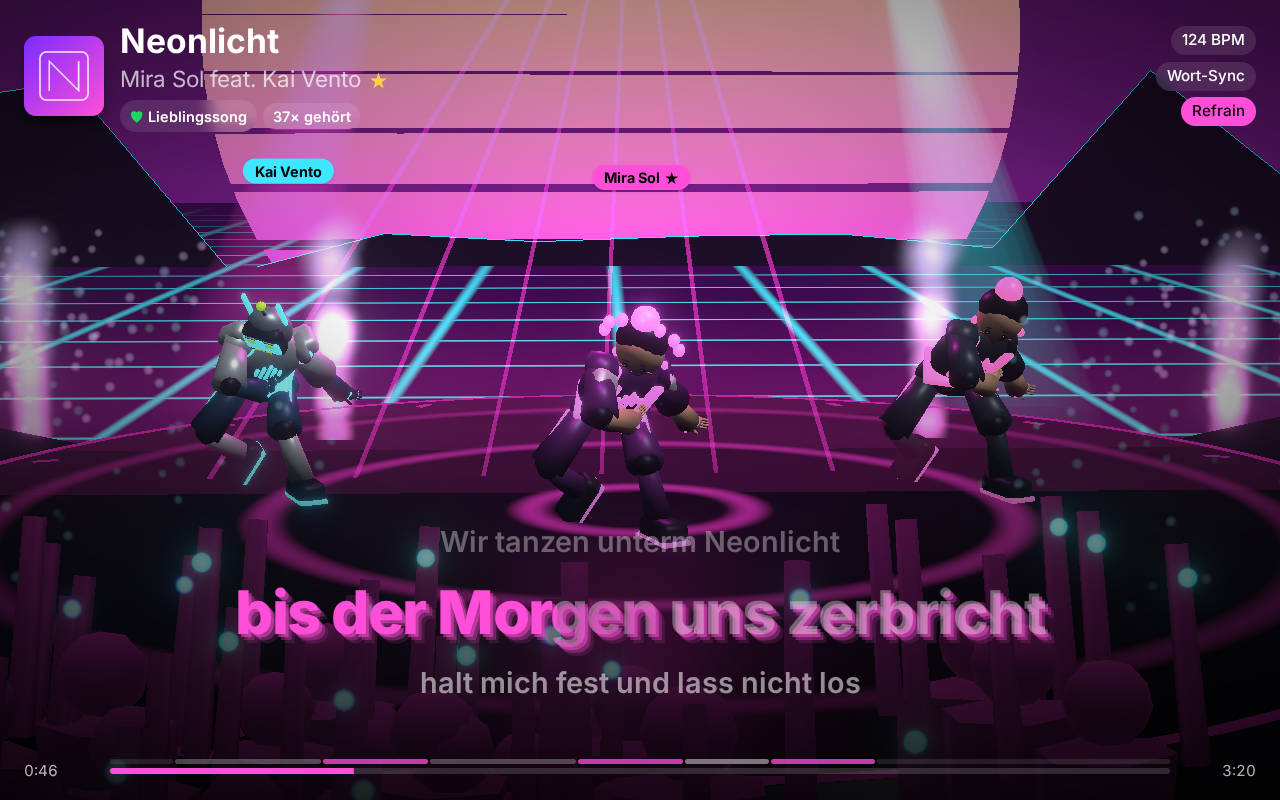 Neonlicht
Mira Sol feat. Kai Vento ★
Lieblingssong
37× gehört
124 BPM
Wort-Sync
Refrain
Kai Vento
Mira Sol ★
Wir tanzen unterm Neonlicht
bis der Morgen uns zerbricht
halt mich fest und lass nicht los
0:46
3:20